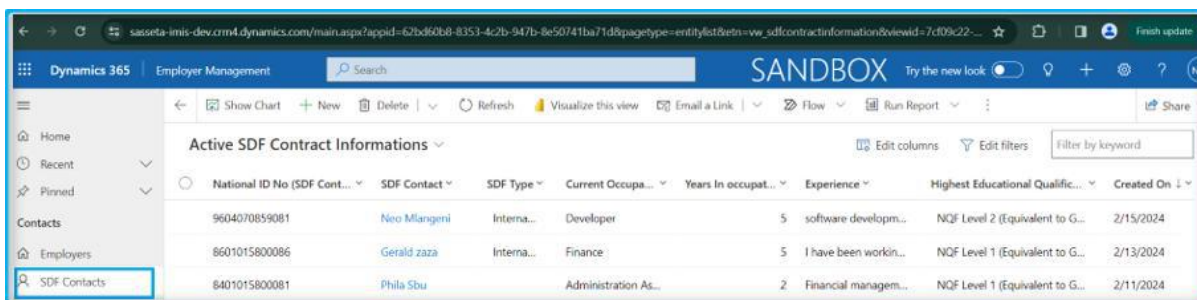 sasseta-imis-dev.crm4.dynamics.com/main.aspx?appid=62bd60b8-8353-4c2b-947b-8e50741ba71d&pagetype=entitylist&etn=vw_sdfcontractinformation&viewid=7cf09c22-... Finish update
Dynamics 365 Employer Management Search SANDBOX Try the new look
Show Chart New Delete Refresh Visualize this view Email a Link Flow Run Report Share
Home
Active SDF Contract Informations Edit columns Edit filters Filter by keyword
Recent
Pinned
National ID No (SDF Cont... SDF Contact SDF Type Current Occupa... Years In occupat... Experience Highest Educational Qualific... Created On
Contacts
9604070859081 Neo Mlangeni Interna... Developer 5 software developm... NQF Level 2 (Equivalent to G... 2/15/2024
Employers
8601015800086 Gerald zaza Interna... Finance 5 I have been workin... NQF Level 1 (Equivalent to G... 2/13/2024
SDF Contacts
8401015800081 Phila Sbu Administration As... 2 Financial managem... NQF Level 1 (Equivalent to G... 2/11/2024